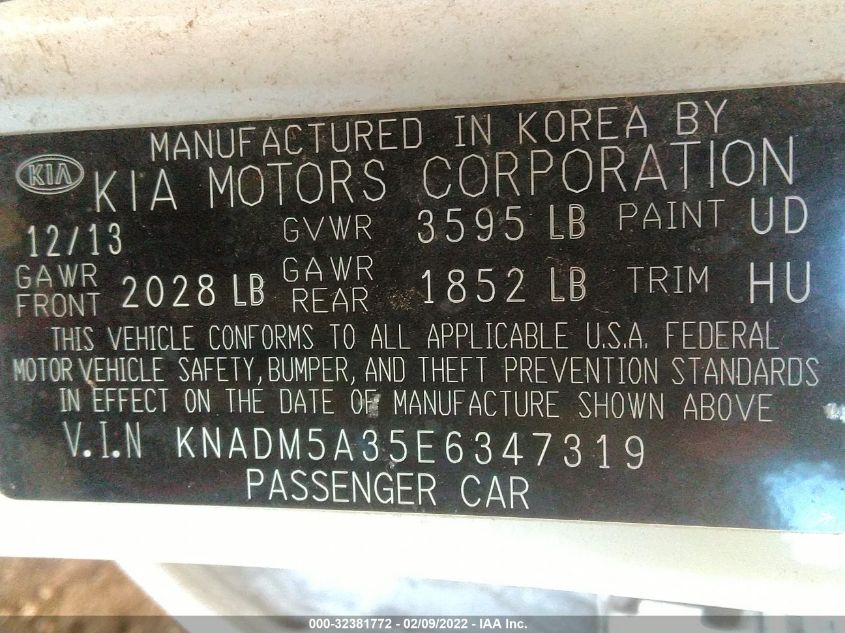 MANUFACTURED IN KOREA BY
KIA KIA MOTORS CORPORATION
12/13 GVWR 3595 LB PAINT UD
GAWR FRONT 2028 LB GAWR REAR 1852 LB TRIM HU
THIS VEHICLE CONFORMS TO ALL APPLICABLE U.S.A. FEDERAL
MOTOR VEHICLE SAFETY, BUMPER, AND THEFT PREVENTION STANDARDS
IN EFFECT ON THE DATE OF MANUFACTURE SHOWN ABOVE
V.I.N KNADM5A35E6347319
PASSENGER CAR
000-32381772 - 02/09/2022 - IAA Inc.